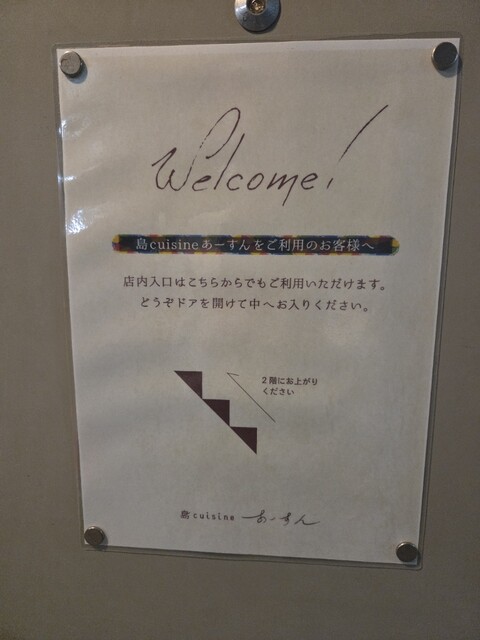 Welcome!
島cuisineあーすんをご利用のお客様へ
店内入口はこちらからでもご利用いただけます。
どうぞドアを開けて中へお入りください。
2階にお上がり
ください
島cuisine あーすん